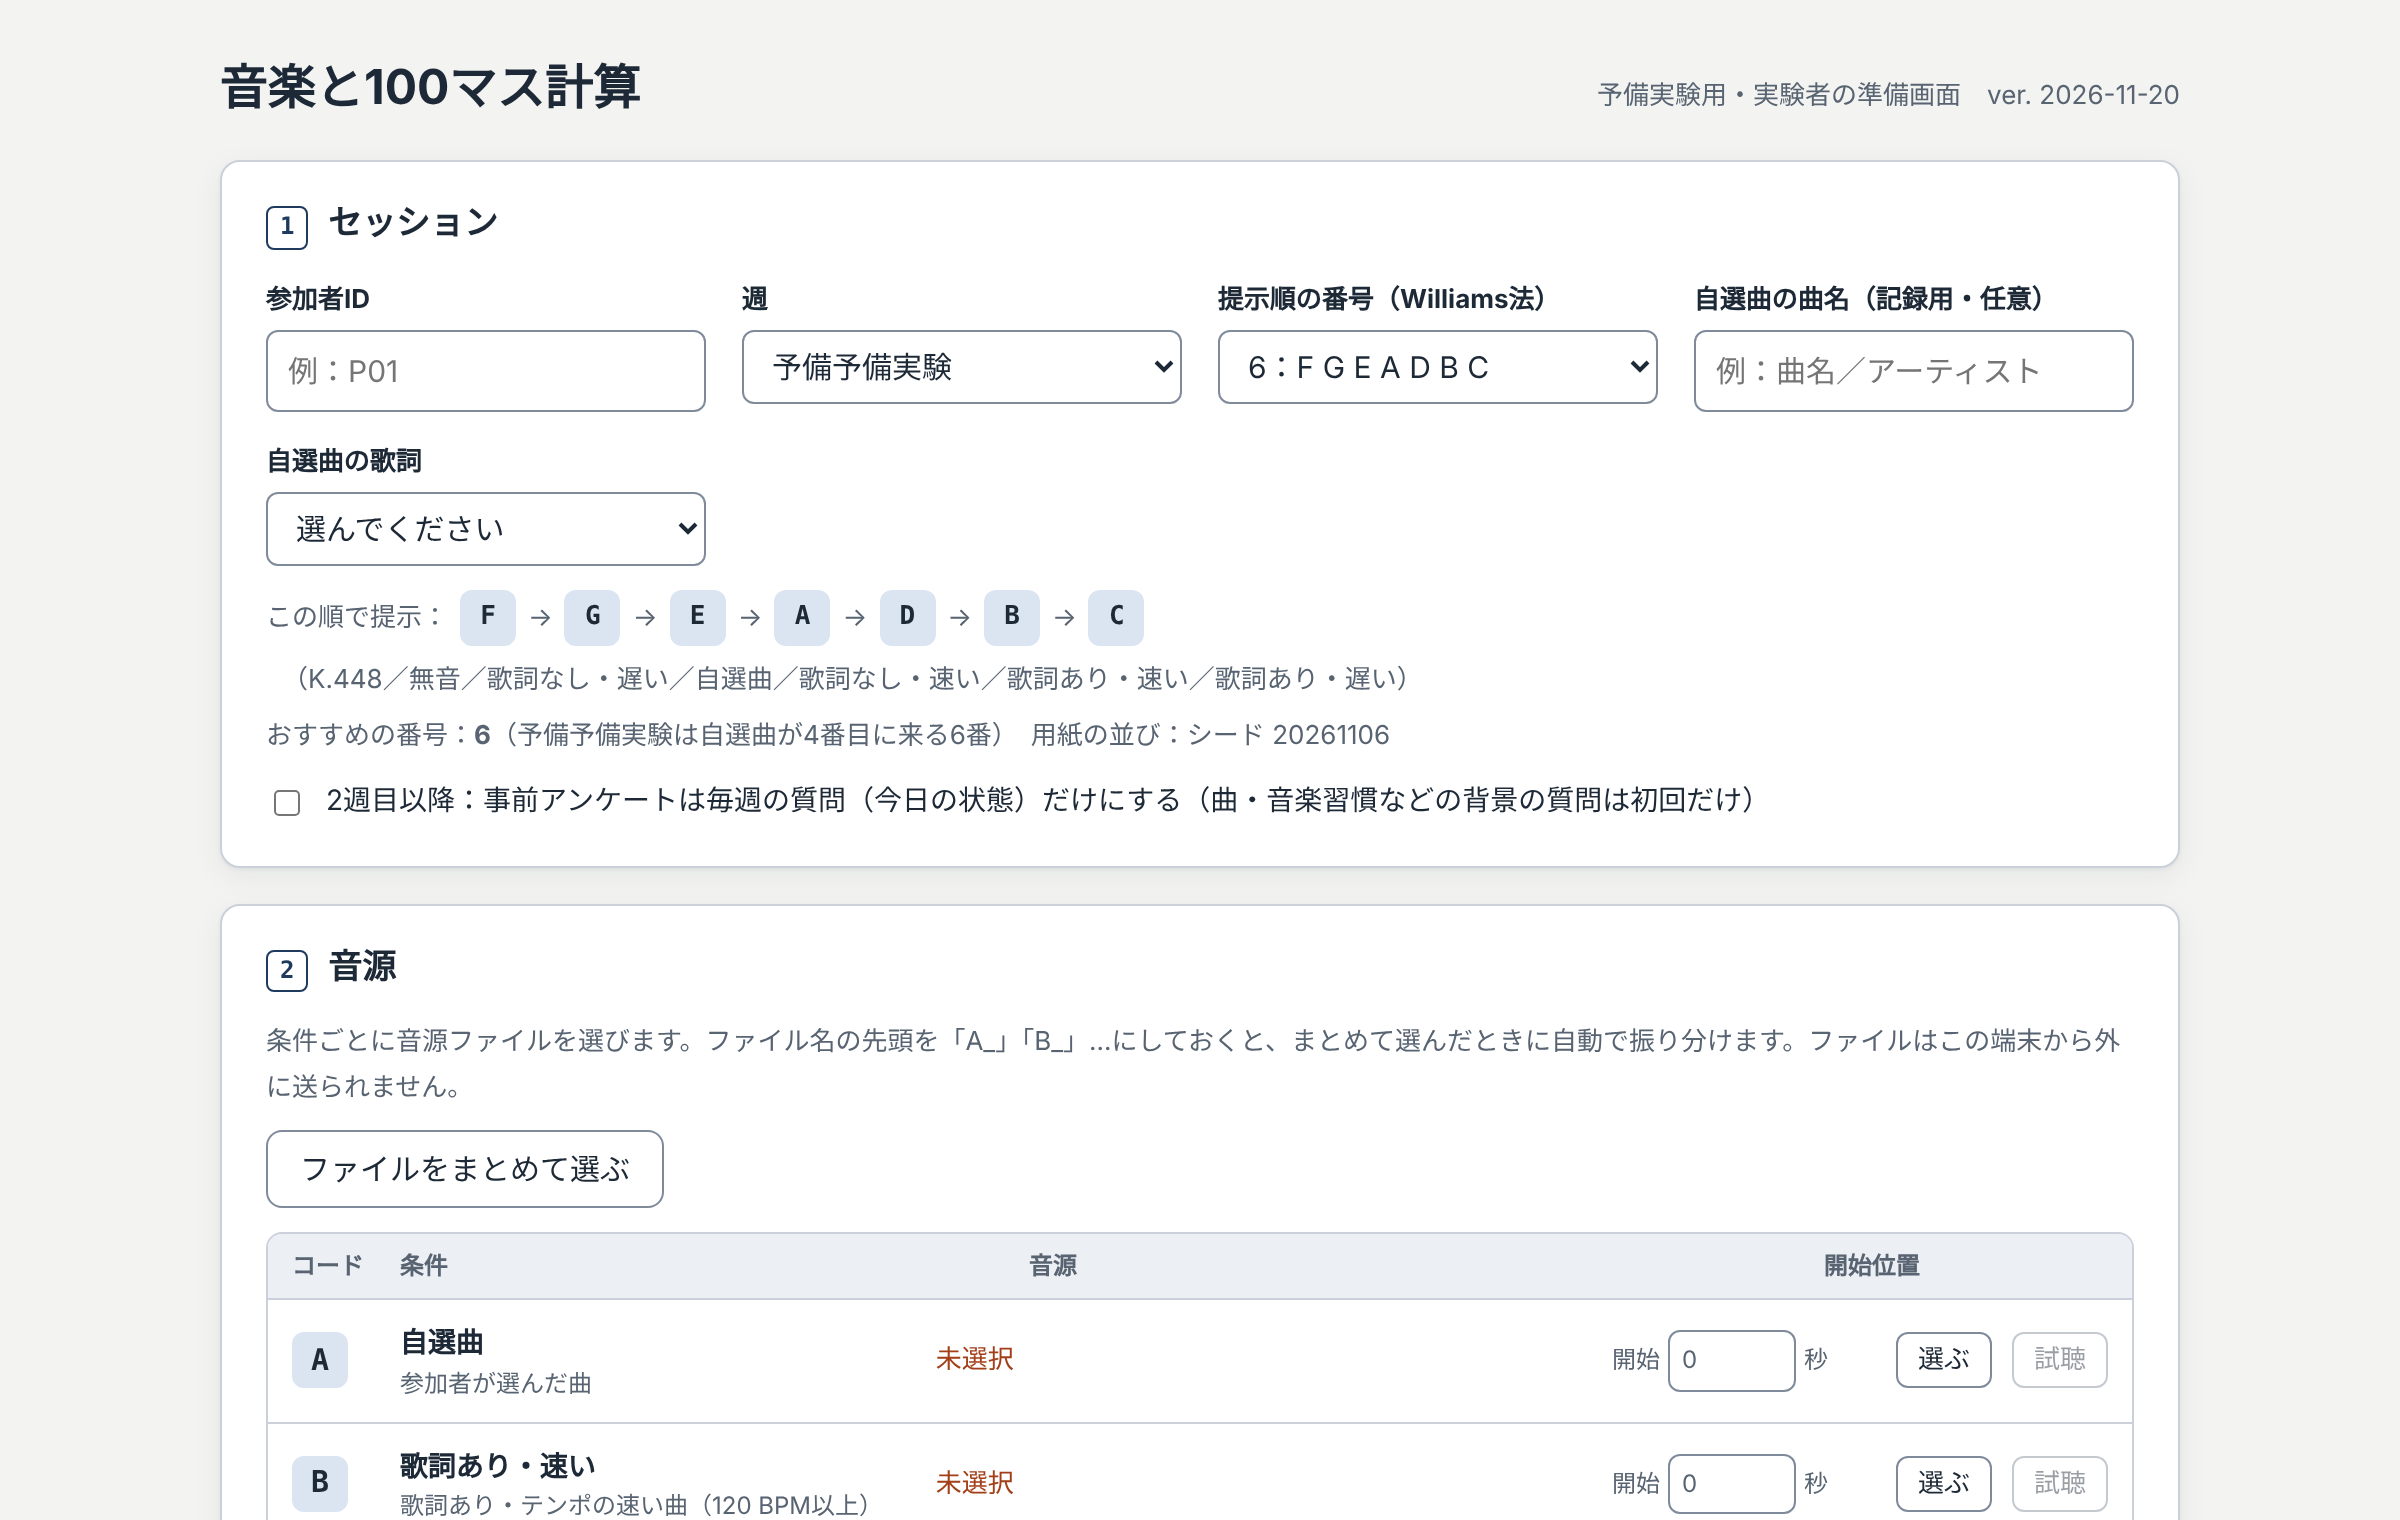 音楽と100マス計算
予備実験用・実験者の準備画面　ver. 2026-11-20
1 セッション
参加者ID
例：P01
週
予備予備実験
提示順の番号（Williams法）
6：F G E A D B C
自選曲の曲名（記録用・任意）
例：曲名／アーティスト
自選曲の歌詞
選んでください
この順で提示： F → G → E → A → D → B → C
（K.448／無音／歌詞なし・遅い／自選曲／歌詞なし・速い／歌詞あり・速い／歌詞あり・遅い）
おすすめの番号：6（予備予備実験は自選曲が4番目に来る6番）　用紙の並び：シード 20261106
2週目以降：事前アンケートは毎週の質問（今日の状態）だけにする（曲・音楽習慣などの背景の質問は初回だけ）
2 音源
条件ごとに音源ファイルを選びます。ファイル名の先頭を「A_」「B_」…にしておくと、まとめて選んだときに自動で振り分けます。ファイルはこの端末から外
に送られません。
ファイルをまとめて選ぶ
コード 条件 音源 開始位置
A 自選曲 未選択 開始 0 秒 選ぶ 試聴
参加者が選んだ曲
B 歌詞あり・速い 未選択 開始 0 秒 選ぶ 試聴
歌詞あり・テンポの速い曲（120 BPM以上）